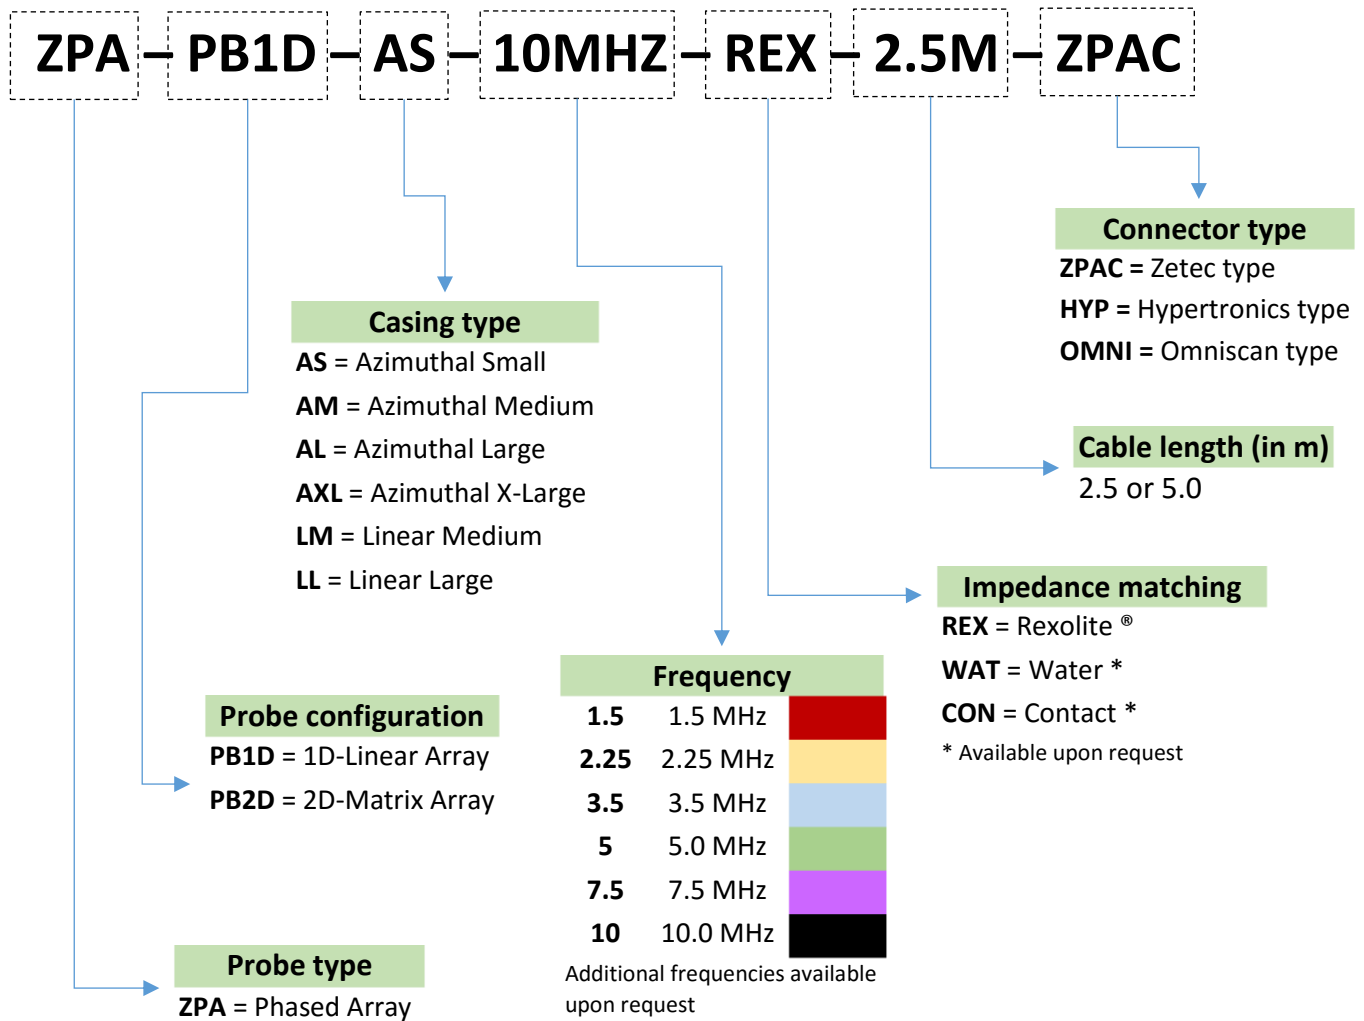 ZPA – PB1D – AS – 10MHZ – REX – 2.5M – ZPAC
Connector type
ZPAC = Zetec type
HYP = Hypertronics type
OMNI = Omniscan type
Casing type
AS = Azimuthal Small
AM = Azimuthal Medium
AL = Azimuthal Large
AXL = Azimuthal X-Large
LM = Linear Medium
LL = Linear Large
Cable length (in m)
2.5 or 5.0
Impedance matching
REX = Rexolite ®
WAT = Water *
CON = Contact *
* Available upon request
Frequency
1.5 1.5 MHz
2.25 2.25 MHz
3.5 3.5 MHz
5 5.0 MHz
7.5 7.5 MHz
10 10.0 MHz
Additional frequencies available
upon request
Probe configuration
PB1D = 1D-Linear Array
PB2D = 2D-Matrix Array
Probe type
ZPA = Phased Array